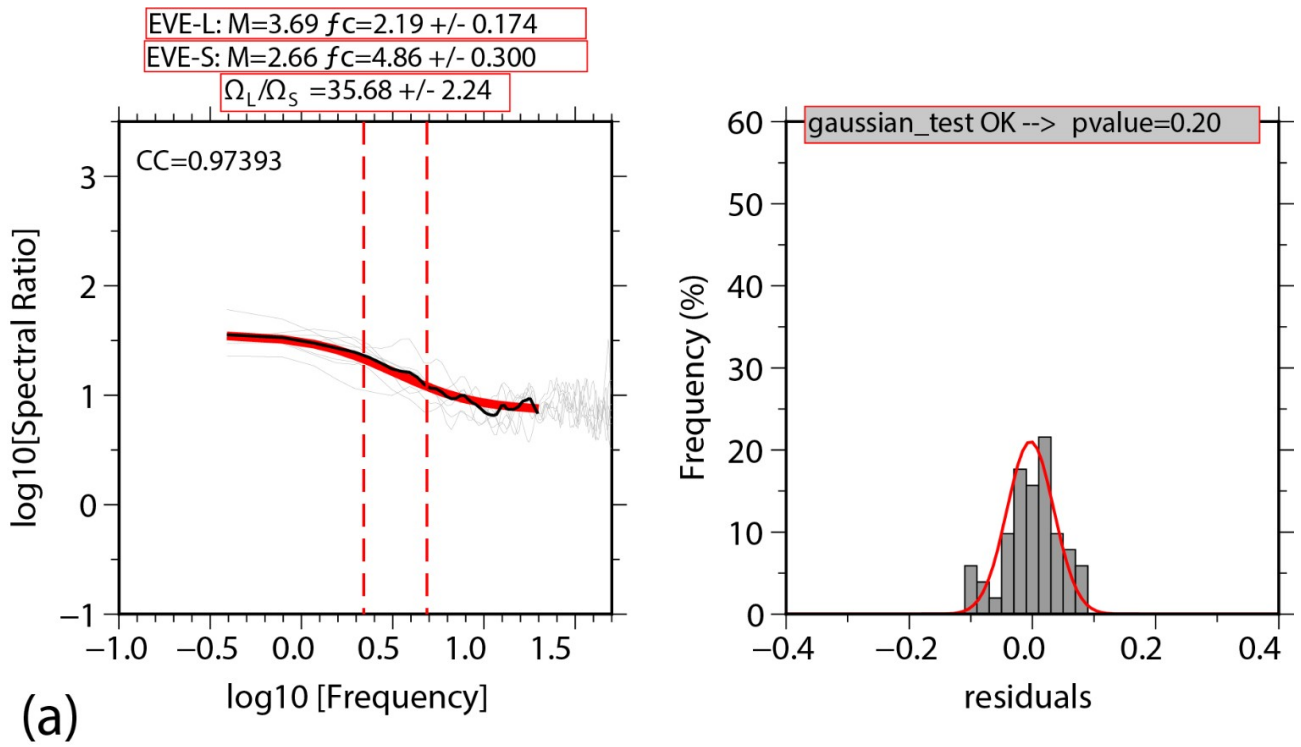 EVE-L: M=3.69 ƒc=2.19 +/- 0.174
EVE-S: M=2.66 ƒc=4.86 +/- 0.300
Ω_L/Ω_S =35.68 +/- 2.24
CC=0.97393
log10[Spectral Ratio]
3
2
1
0
−1
−1.0 −0.5 0.0 0.5 1.0 1.5
log10 [Frequency]
(a)
gaussian_test OK --> pvalue=0.20
Frequency (%)
60
50
40
30
20
10
0
−0.4 −0.2 0.0 0.2 0.4
residuals